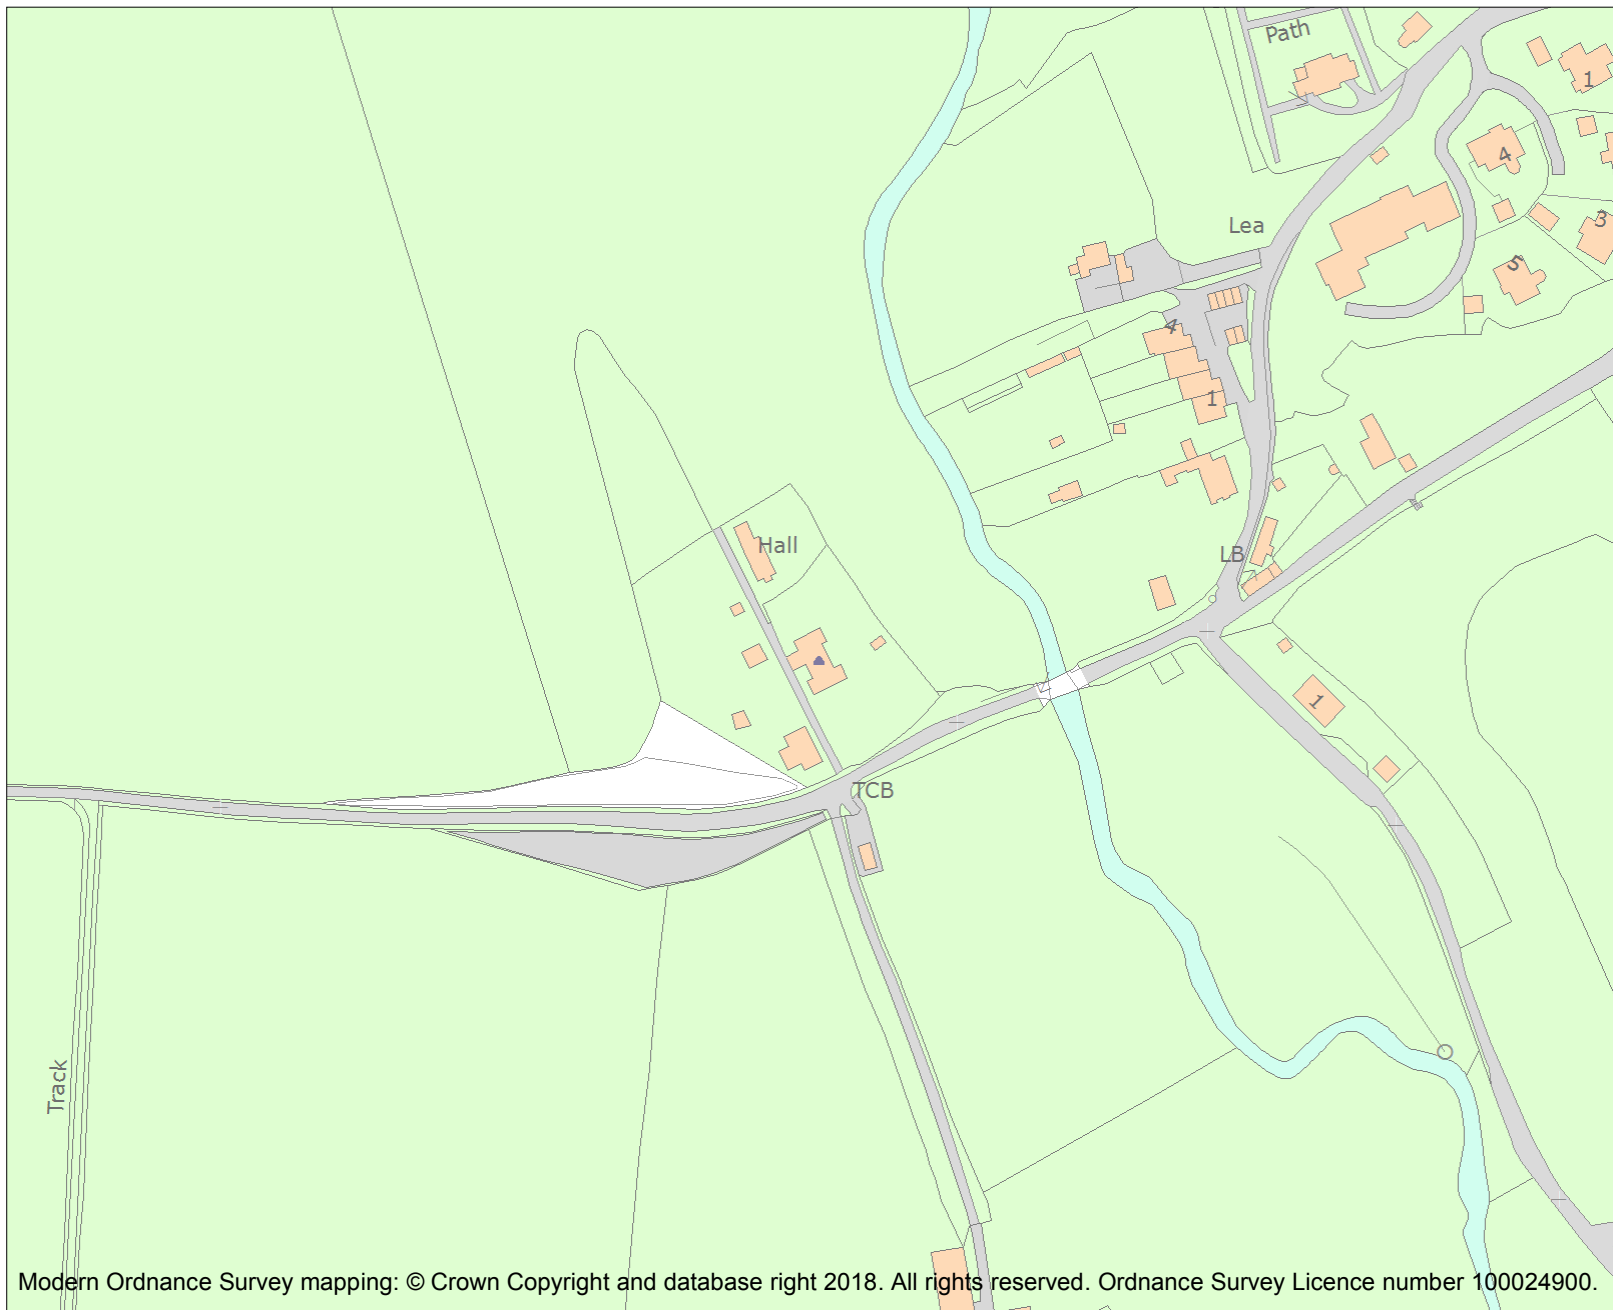 Path
1
4
Lea
3
5
4
1
Hall
LB
1
TCB
Track
Modern Ordnance Survey mapping: © Crown Copyright and database right 2018. All rights reserved. Ordnance Survey Licence number 100024900.